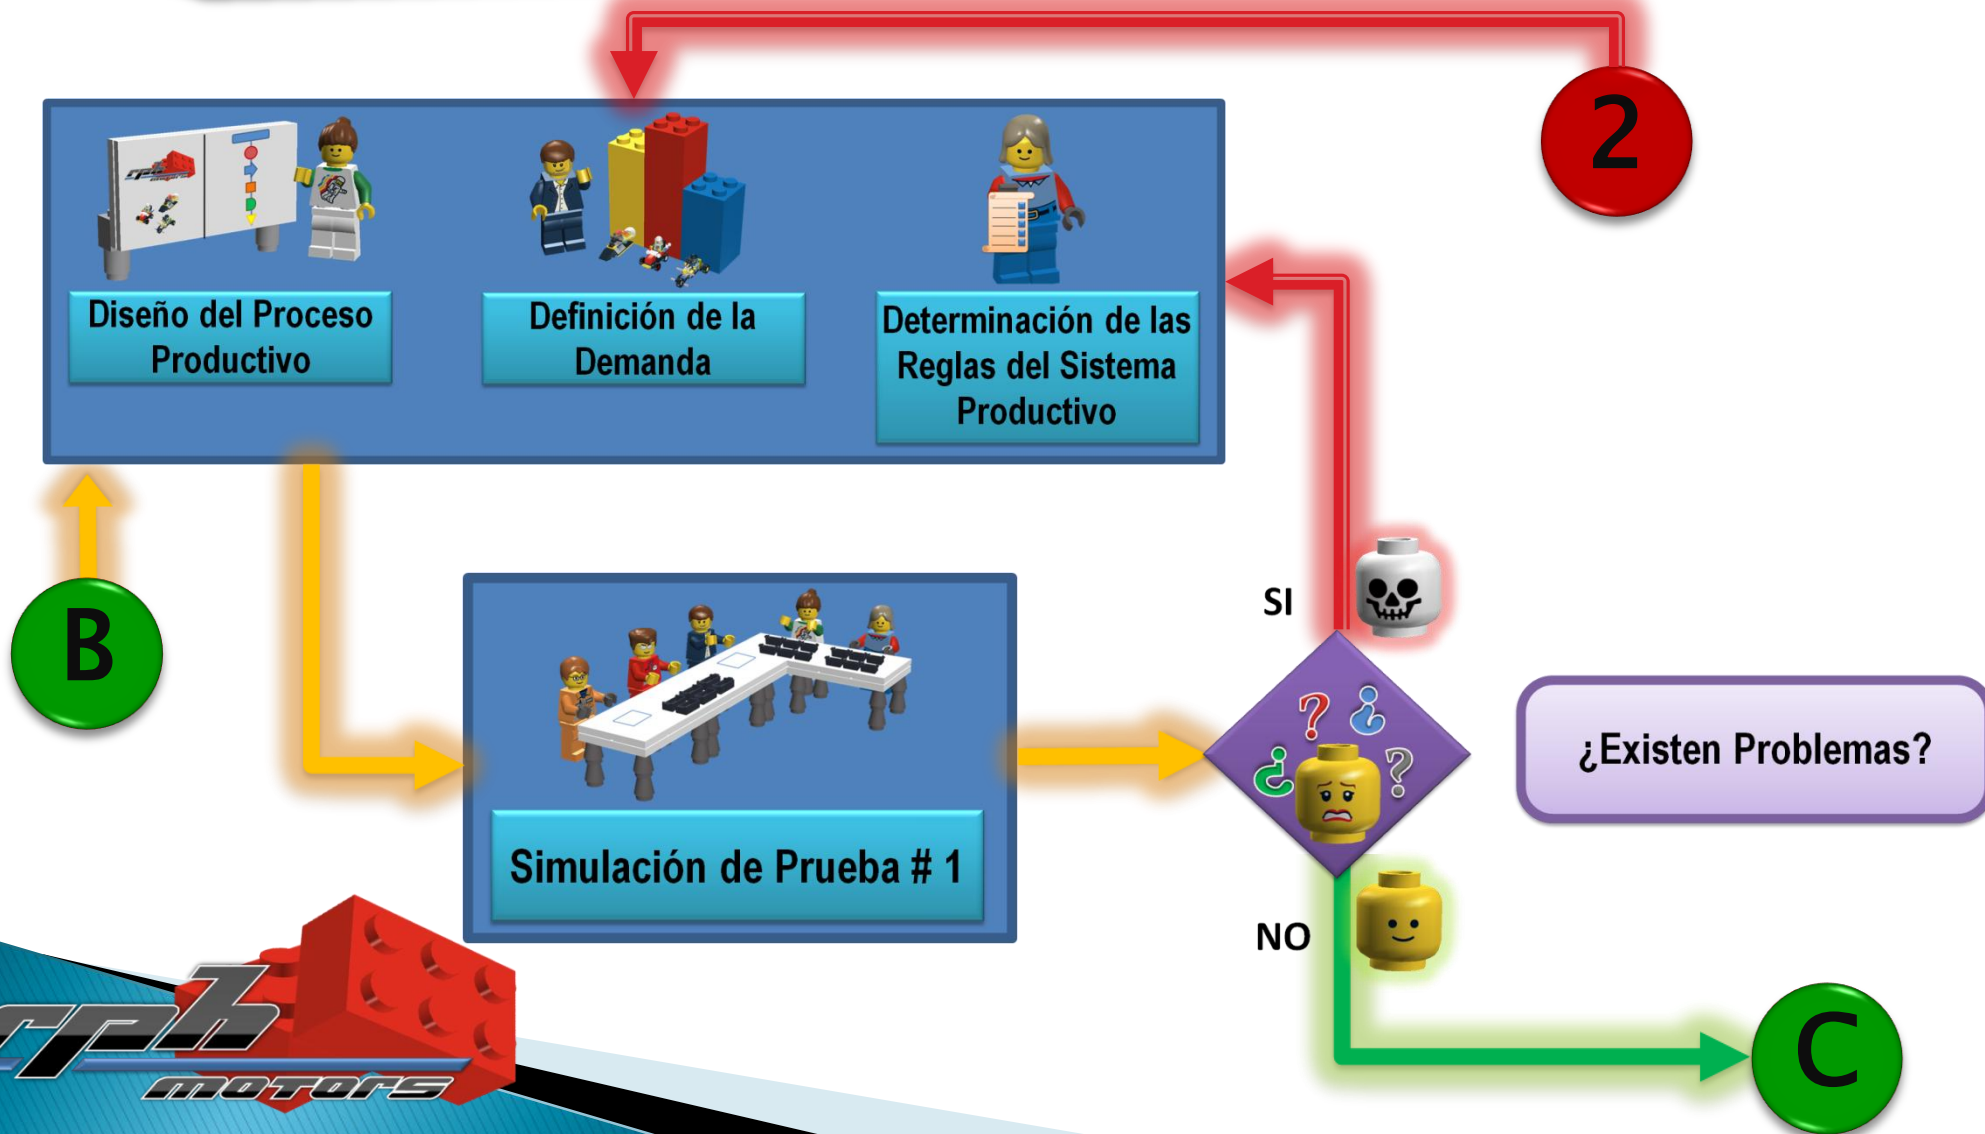 2
Diseño del Proceso
Productivo
Definición de la
Demanda
Determinación de las
Reglas del Sistema
Productivo
B
SI
¿Existen Problemas?
Simulación de Prueba # 1
NO
C
cph
MOTORS